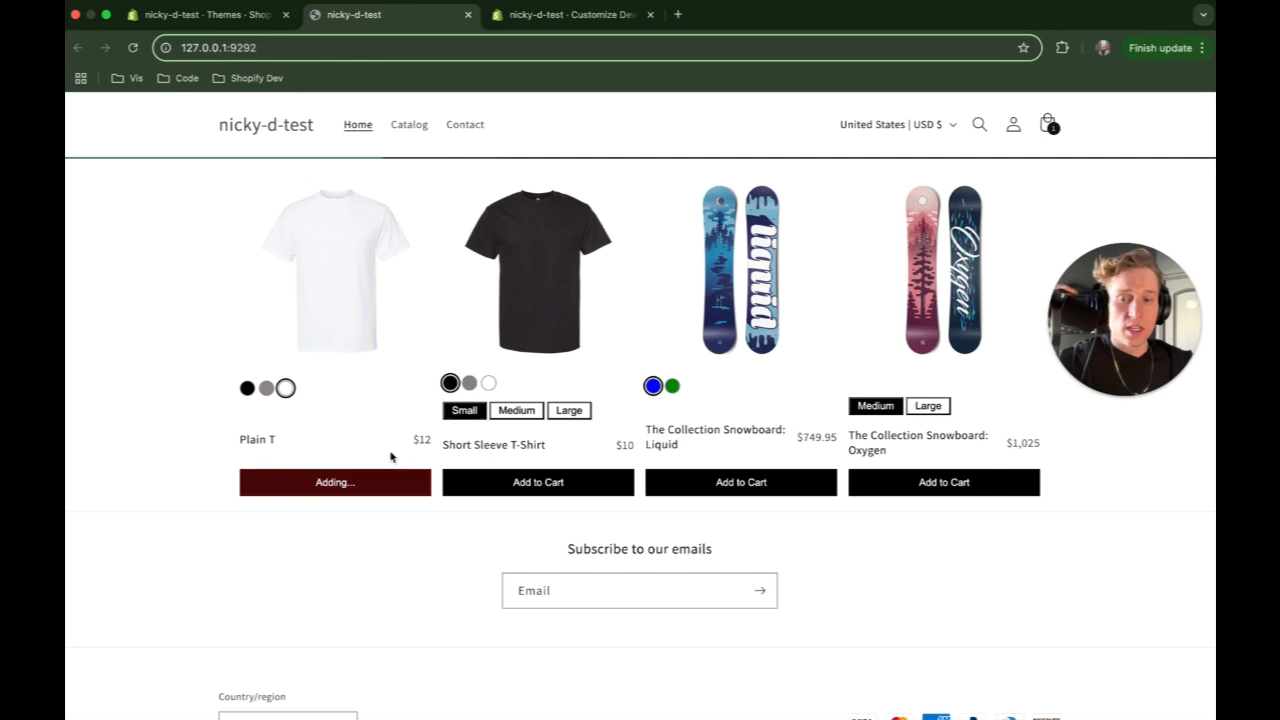 nicky-d-test · Themes · Shop
nicky-d-test
nicky-d-test · Customize Dev
127.0.0.1:9292
Finish update
Vis
Code
Shopify Dev
nicky-d-test
Home
Catalog
Contact
United States | USD $
1
liquid
Oxygen
Small
Medium
Large
Medium
Large
Plain T
$12
Short Sleeve T-Shirt
$10
The Collection Snowboard:
Liquid
$749.95
The Collection Snowboard:
Oxygen
$1,025
Adding...
Add to Cart
Add to Cart
Add to Cart
Subscribe to our emails
Email
Country/region